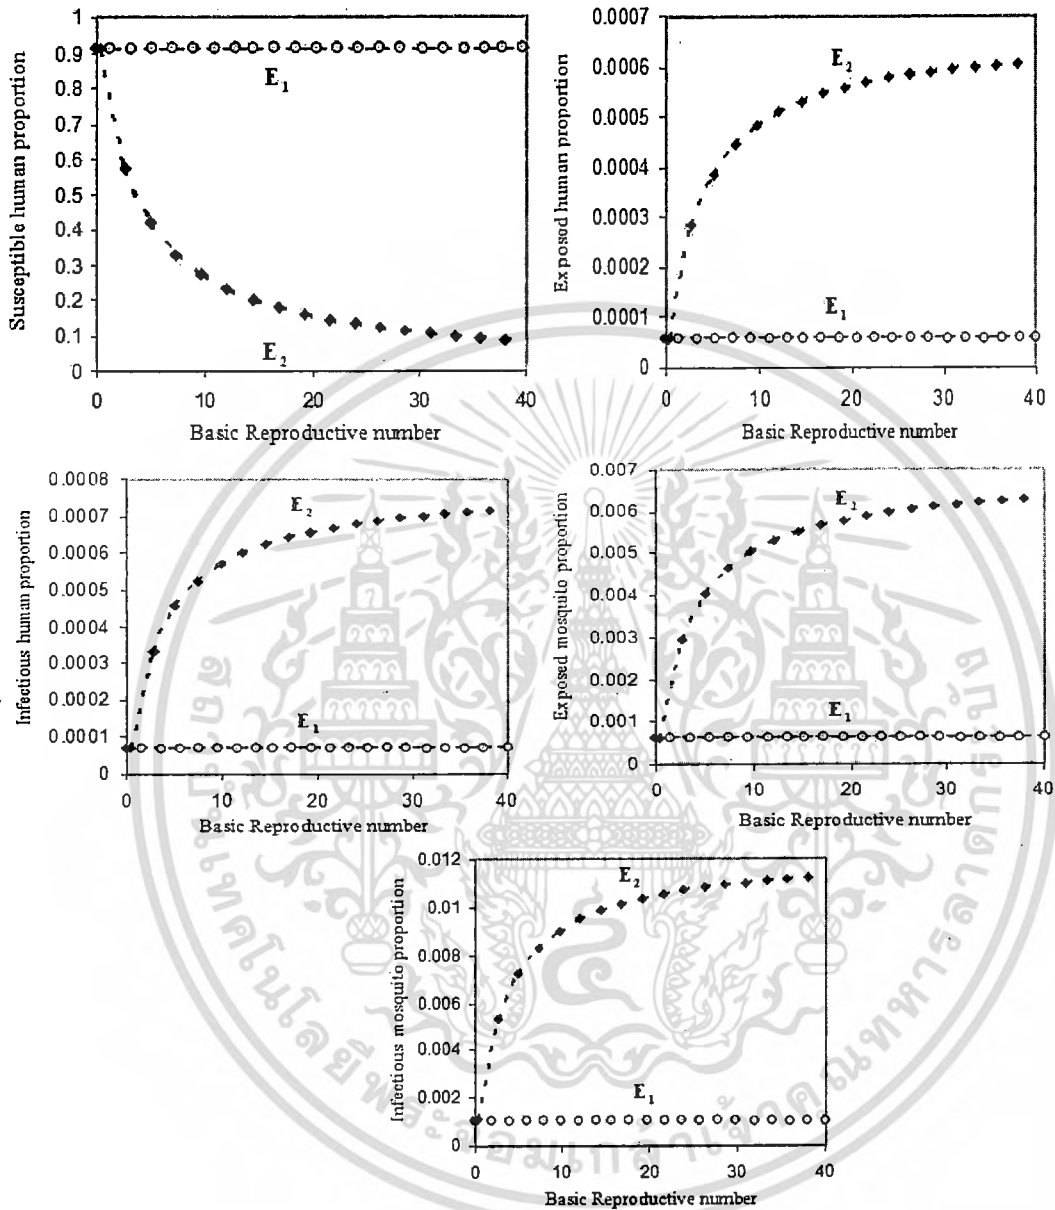 Susceptible human proportion
1
0.9
0.8
0.7
0.6
0.5
0.4
0.3
0.2
0.1
0
E1
E2
0 10 20 30 40
Basic Reproductive number
Exposed human proportion
0.0007
0.0006
0.0005
0.0004
0.0003
0.0002
0.0001
0
E2
E1
0 10 20 30 40
Basic Reproductive number
Infectious human proportion
0.0008
0.0007
0.0006
0.0005
0.0004
0.0003
0.0002
0.0001
0
E2
E1
0 10 20 30 40
Basic Reproductive number
Exposed mosquito proportion
0.007
0.006
0.005
0.004
0.003
0.002
0.001
0
E2
E1
0 10 20 30 40
Basic Reproductive number
Infectious mosquito proportion
0.012
0.01
0.008
0.006
0.004
0.002
0
E2
E1
0 10 20 30 40
Basic Reproductive number